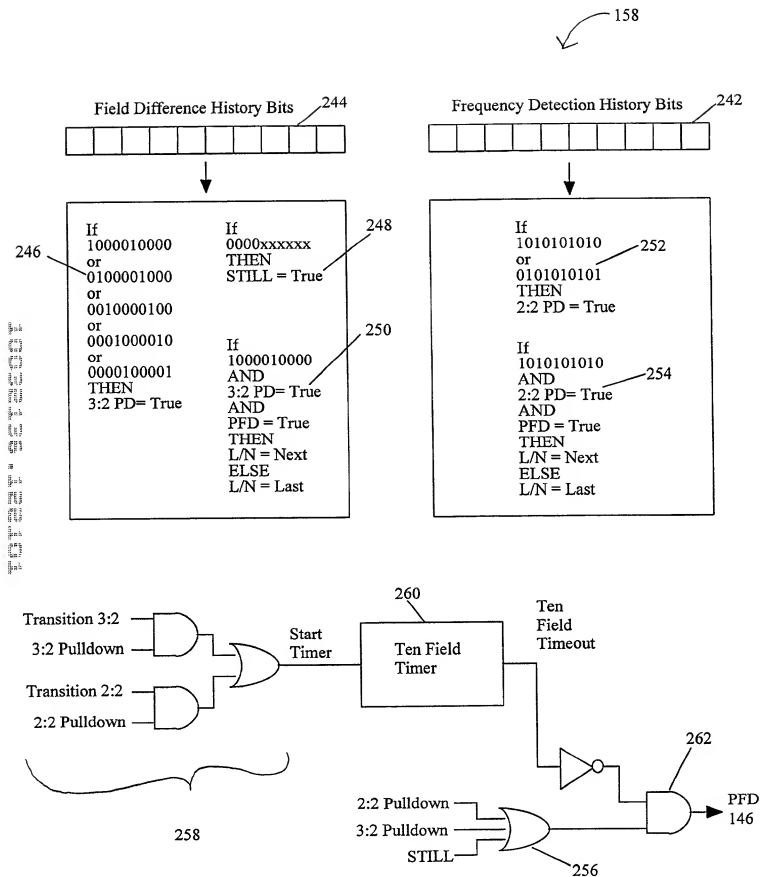 158
Field Difference History Bits
244
Frequency Detection History Bits
242
246
If
1000010000
or
0100001000
or
0010000100
or
0001000010
or
0000100001
THEN
3:2 PD= True
If
0000xxxxxx
THEN
STILL = True
248
If
1000010000
AND
3:2 PD= True
AND
PFD = True
THEN
L/N = Next
ELSE
L/N = Last
250
If
1010101010
or
0101010101
THEN
2:2 PD= True
252
If
1010101010
AND
2:2 PD= True
AND
PFD = True
THEN
L/N = Next
ELSE
L/N = Last
254
Transition 3:2
3:2 Pulldown
Transition 2:2
2:2 Pulldown
258
Start
Timer
260
Ten Field
Timer
Ten
Field
Timeout
262
2:2 Pulldown
3:2 Pulldown
STILL
256
PFD
146